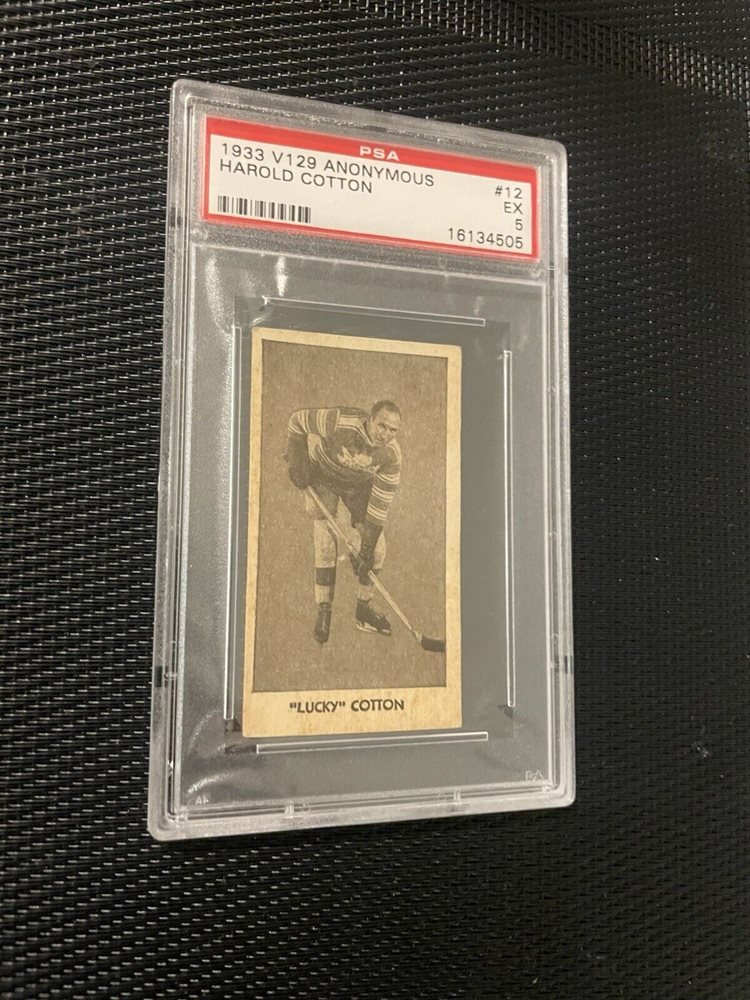 PSA
1933 V129 ANONYMOUS
HAROLD COTTON
#12
EX
5
16134505
"LUCKY" COTTON